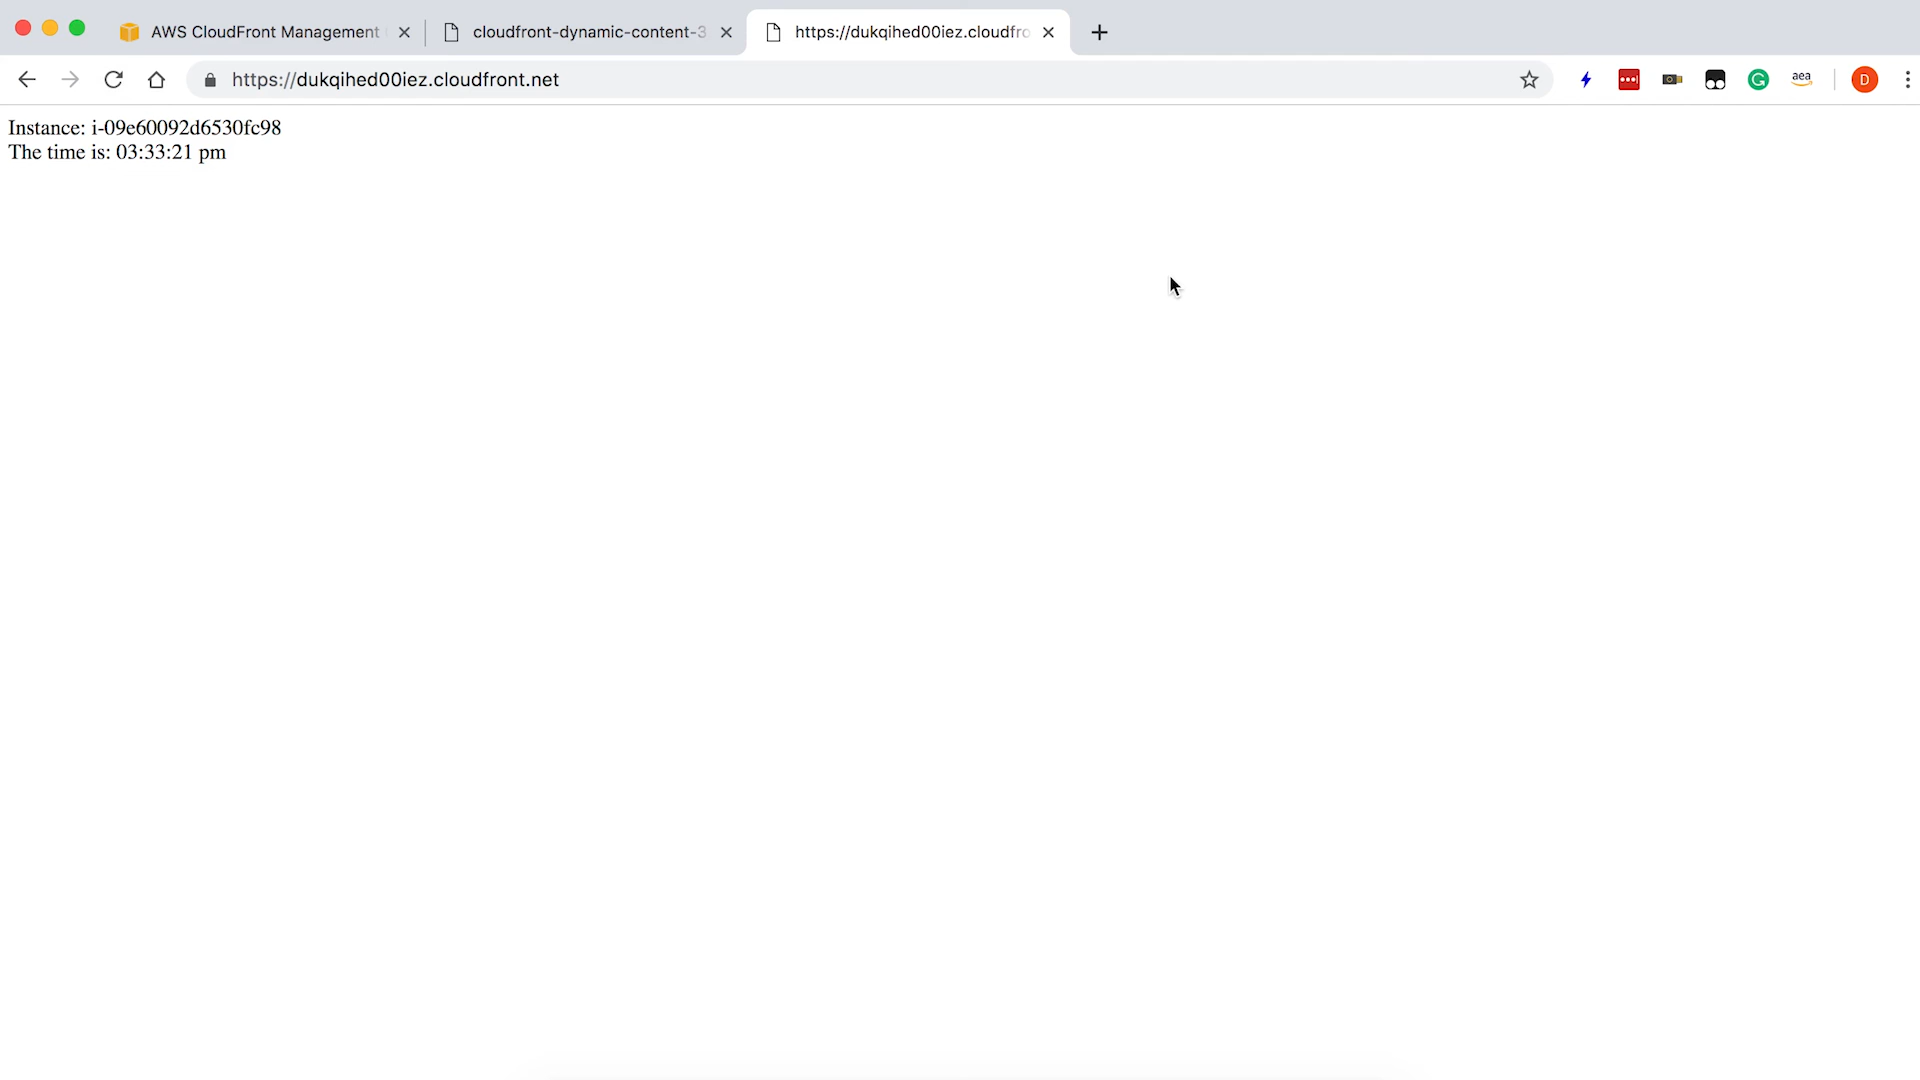 AWS CloudFront Management
cloudfront-dynamic-content-3
https://dukqihed00iez.cloudfro
https://dukqihed00iez.cloudfront.net
aea
D
Instance: i-09e60092d6530fc98
The time is: 03:33:21 pm